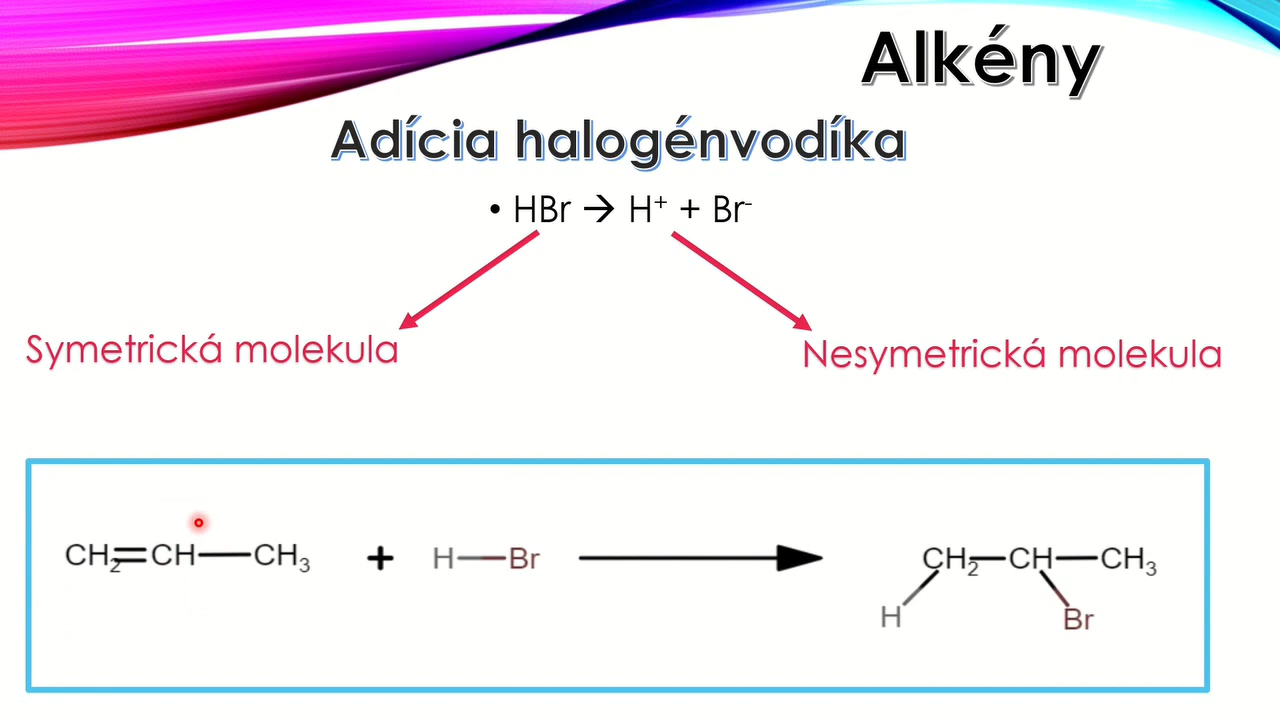 Alkény
Adícia halogénvodíka
• HBr → H⁺ + Br⁻
Symetrická molekula
Nesymetrická molekula
CH₂=CH—CH₃ + H—Br → CH₂—CH—CH₃
H Br